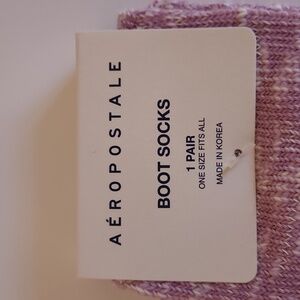 AÉROPOSTALE
BOOT SOCKS
1 PAIR
ONE SIZE FITS ALL
MADE IN KOREA